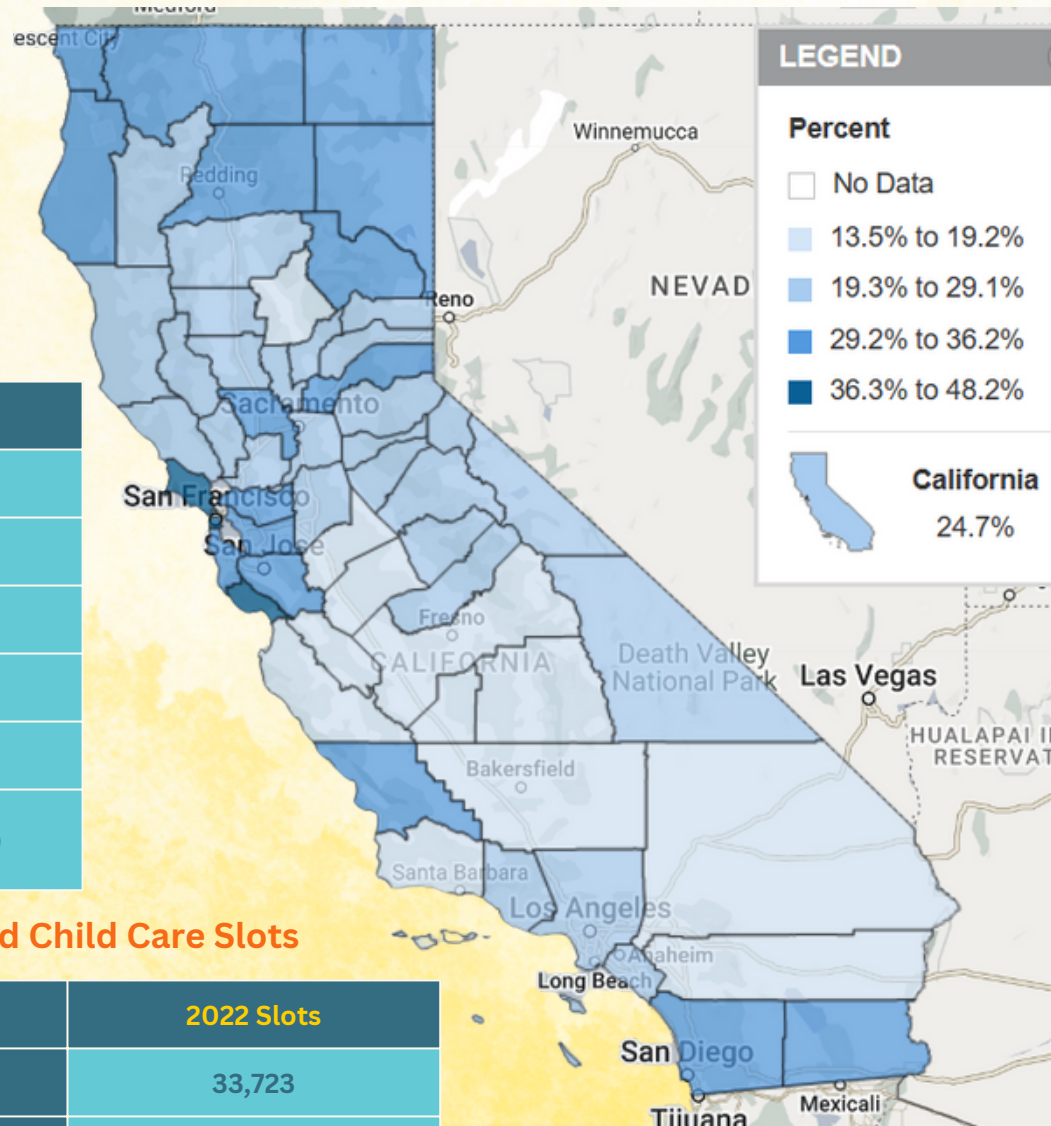 Medford
escent City
LEGEND
Percent
No Data
13.5% to 19.2%
19.3% to 29.1%
29.2% to 36.2%
36.3% to 48.2%
California
24.7%
Winnemucca
Redding
NEVAD
Reno
Sacramento
San Francisco
San Jose
Fresno
CALIFORNIA
Death Valley
National Park
Las Vegas
HUALAPAI I
RESERVAT
Bakersfield
Santa Barbara
Los Angeles
Anaheim
Long Beach
d Child Care Slots
2022 Slots
33,723
San Diego
Mexicali
Tijuana